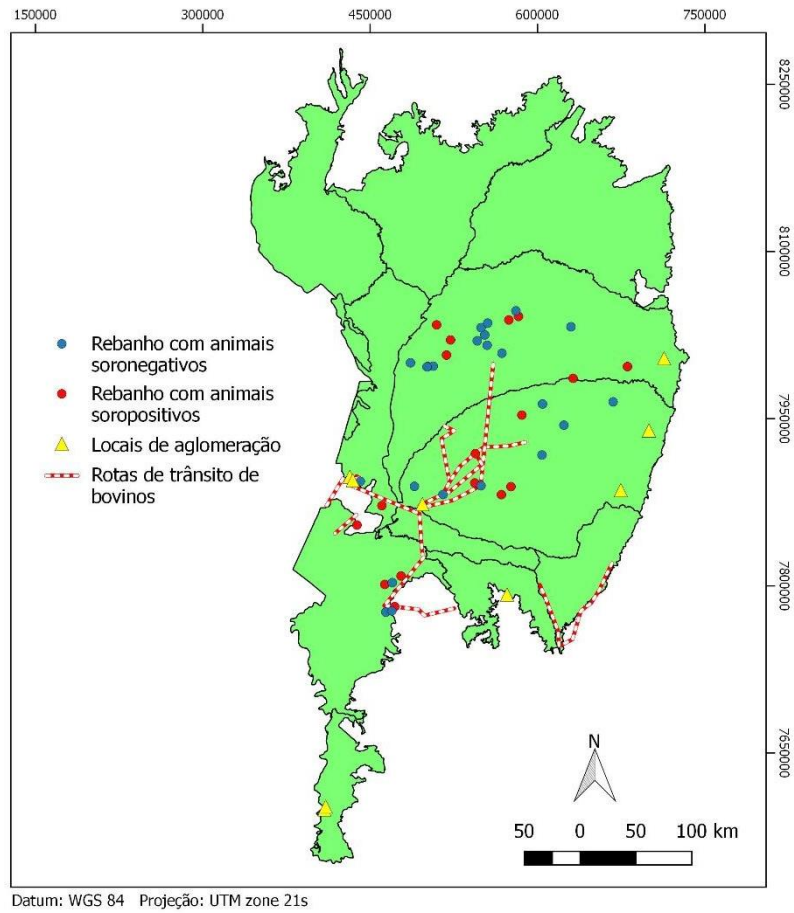 150000 300000 450000 600000 750000
8250000
8100000
7950000
7800000
7650000
Rebanho com animais
soronegativos
Rebanho com animais
soropositivos
Locais de aglomeração
Rotas de trânsito de
bovinos
N
50 0 50 100 km
Datum: WGS 84 Projeção: UTM zone 21s